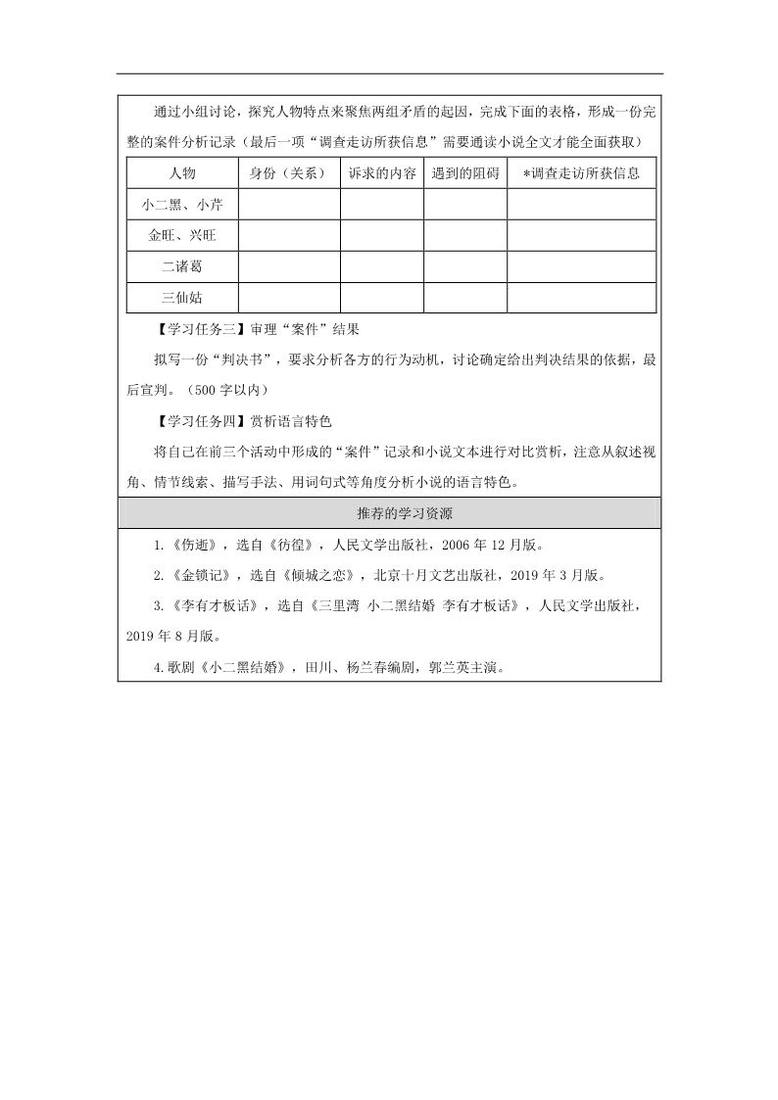 通过小组讨论，探究人物特点来聚焦两组矛盾的起因，完成下面的表格，形成一份完
整的案件分析记录（最后一项“调查走访所获信息”需要通读小说全文才能全面获取）
人物 身份（关系） 诉求的内容 遇到的阻碍 *调查走访所获信息
小二黑、小芹
金旺、兴旺
二诸葛
三仙姑
【学习任务三】审理“案件”结果
拟写一份“判决书”，要求分析各方的行为动机，讨论确定给出判决结果的依据，最
后宣判。（500 字以内）
【学习任务四】赏析语言特色
将自己在前三个活动中形成的“案件”记录和小说文本进行对比赏析，注意从叙述视
角、情节线索、描写手法、用词句式等角度分析小说的语言特色。
推荐的学习资源
1.《伤逝》，选自《彷徨》，人民文学出版社，2006 年 12 月版。
2.《金锁记》，选自《倾城之恋》，北京十月文艺出版社，2019 年 3 月版。
3.《李有才板话》，选自《三里湾 小二黑结婚 李有才板话》，人民文学出版社，
2019 年 8 月版。
4.歌剧《小二黑结婚》，田川、杨兰春编剧，郭兰英主演。